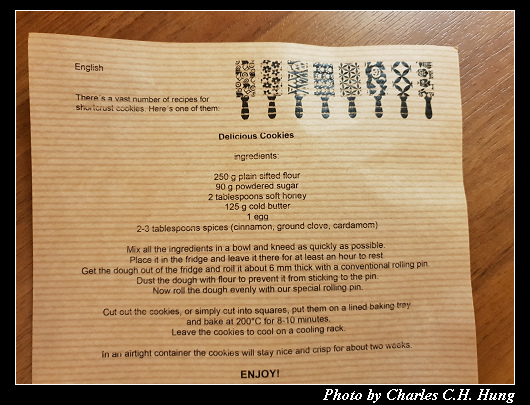 English
There's a vast number of recipes for
shortcrust cookies. Here's one of them:
Delicious Cookies
ingredients:
250 g plain sifted flour
90 g powdered sugar
2 tablespoons soft honey
125 g cold butter
1 egg
2-3 tablespoons spices (cinnamon, ground clove, cardamom)
Mix all the ingredients in a bowl and kneed as quickly as possible.
Place it in the fridge and leave it there for at least an hour to rest
Get the dough out of the fridge and roll it about 6 mm thick with a conventional rolling pin.
Dust the dough with flour to prevent it from sticking to the pin.
Now roll the dough evenly with our special rolling pin.
Cut out the cookies, or simply cut into squares, put them on a lined baking tray
and bake at 200°C for 8-10 minutes.
Leave the cookies to cool on a cooling rack.
In an airtight container the cookies will stay nice and crisp for about two weeks.
ENJOY!
Photo by Charles C.H. Hung